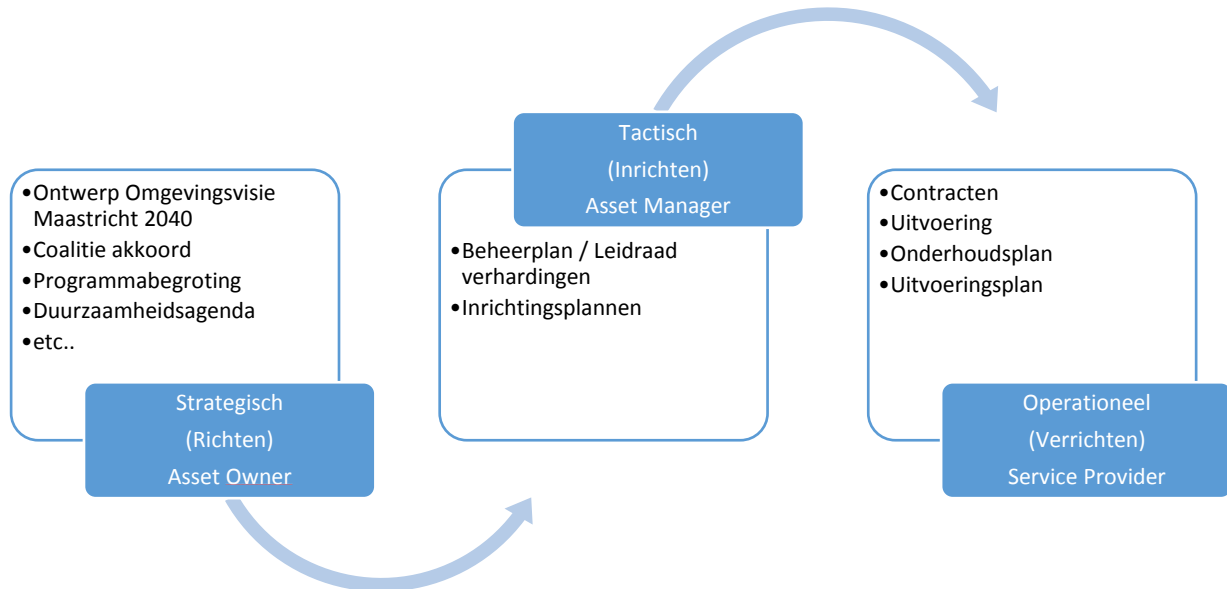 •Ontwerp Omgevingsvisie
Maastricht 2040
•Coalitie akkoord
•Programmabegroting
•Duurzaamheidsagenda
•etc..
Strategisch
(Richten)
Asset Owner
Tactisch
(Inrichten)
Asset Manager
•Beheerplan / Leidraad
verhardingen
•Inrichtingsplannen
•Contracten
•Uitvoering
•Onderhoudsplan
•Uitvoeringsplan
Operationeel
(Verrichten)
Service Provider